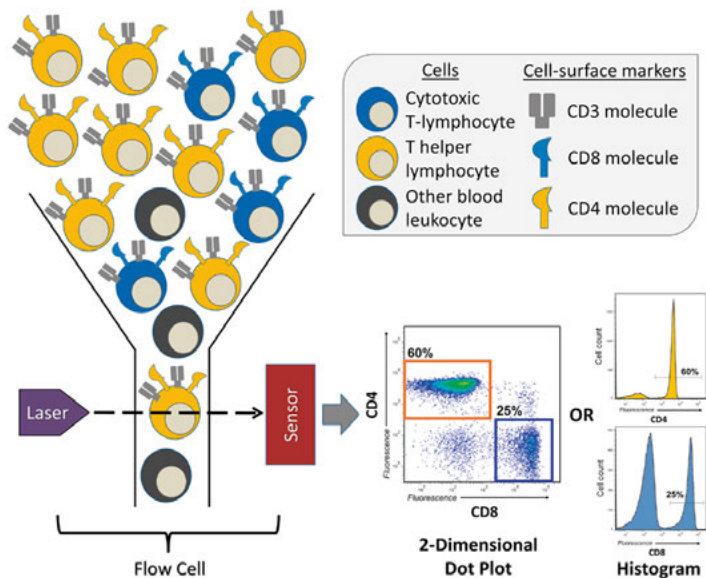 Cells
Cytotoxic
T-lymphocyte
T helper
lymphocyte
Other blood
leukocyte
Cell-surface markers
CD3 molecule
CD8 molecule
CD4 molecule
Laser
Sensor
Flow Cell
60%
25%
CD4
Fluorescence
Fluorescence
CD8
2-Dimensional
Dot Plot
OR
Cell count
60%
Fluorescence
CD4
Cell count
25%
Fluorescence
CD8
Histogram